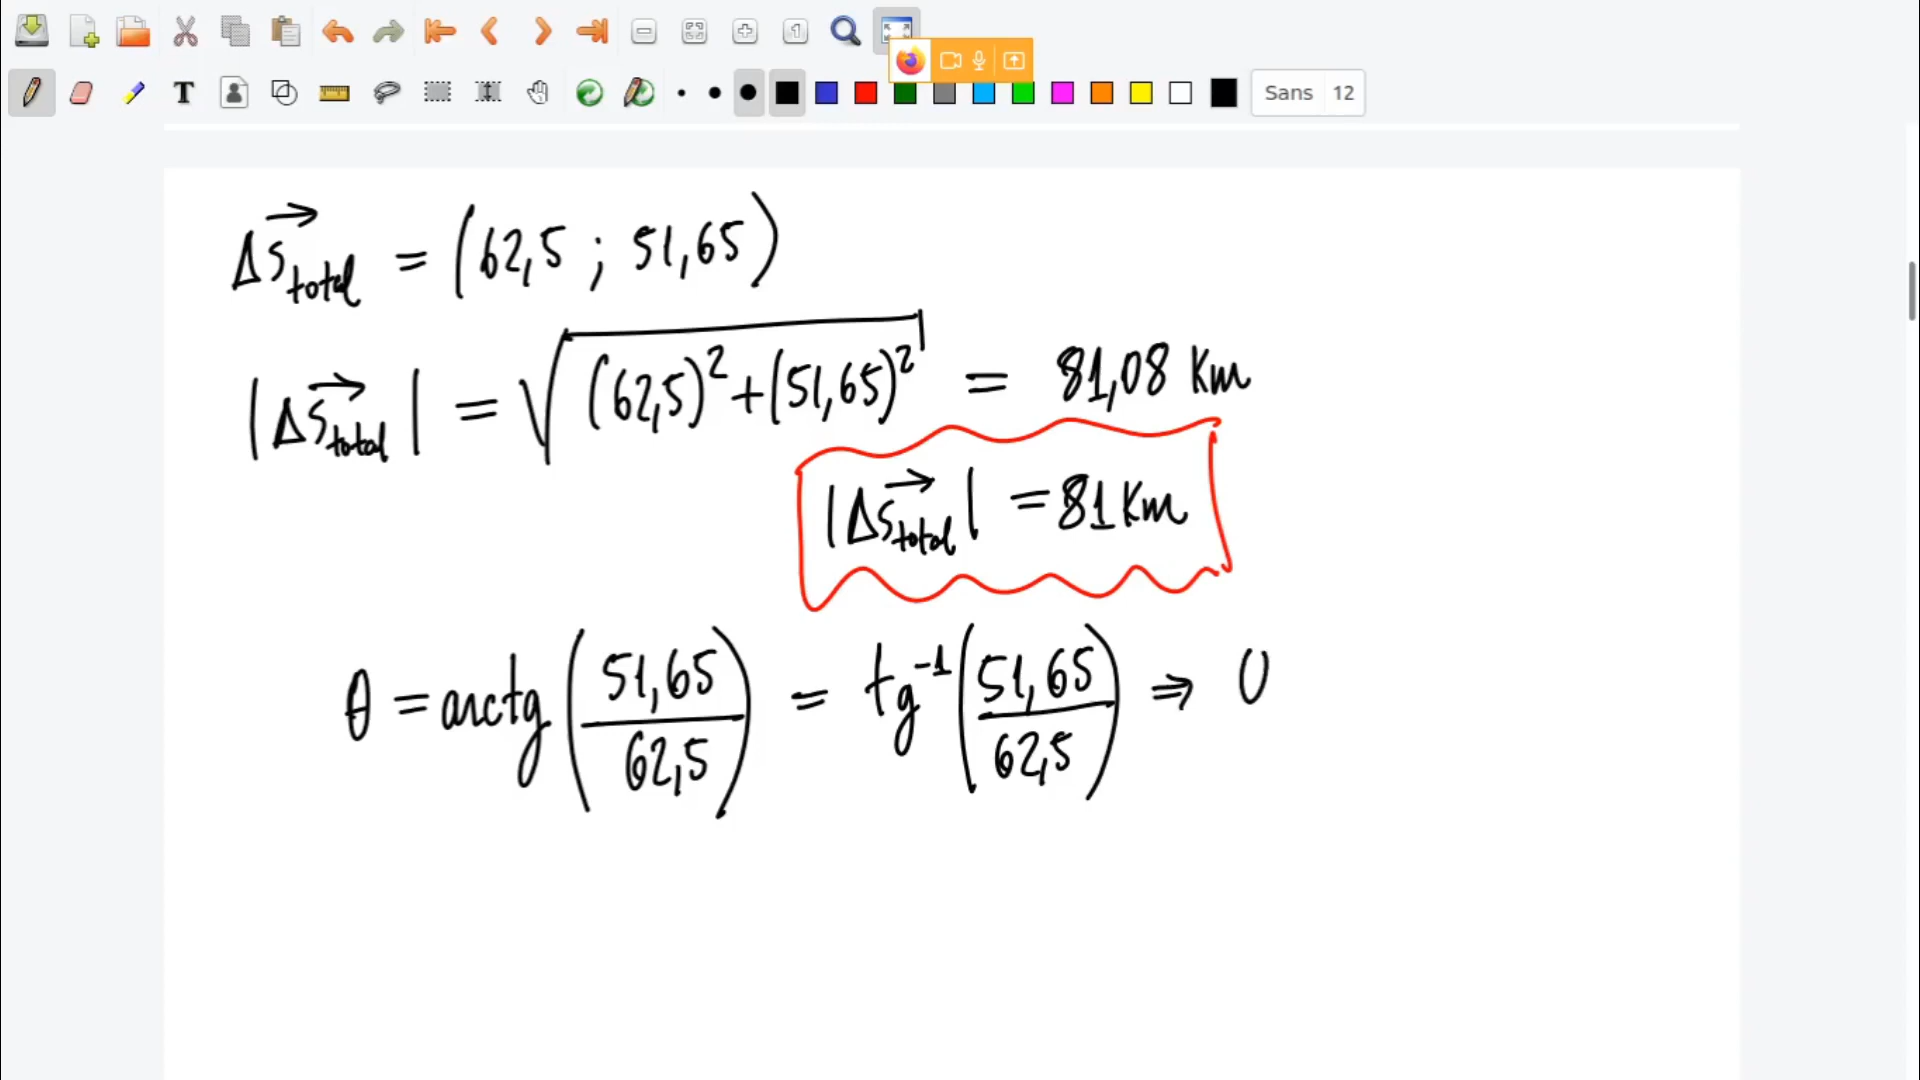 T Sans 12
Δs⃗total = (62,5 ; 51,65)
|Δs⃗total| = √((62,5)² + (51,65)²) = 81,08 Km
|Δs⃗total| = 81 Km
θ = arctg (51,65/62,5) = tg⁻¹ (51,65/62,5) ⇒ 0